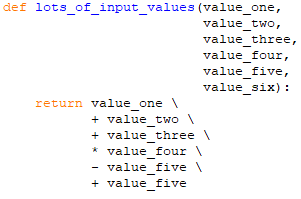 def lots_of_input_values(value_one,
                         value_two,
                         value_three,
                         value_four,
                         value_five,
                         value_six):
    return value_one \
           + value_two \
           + value_three \
           * value_four \
           - value_five \
           + value_five